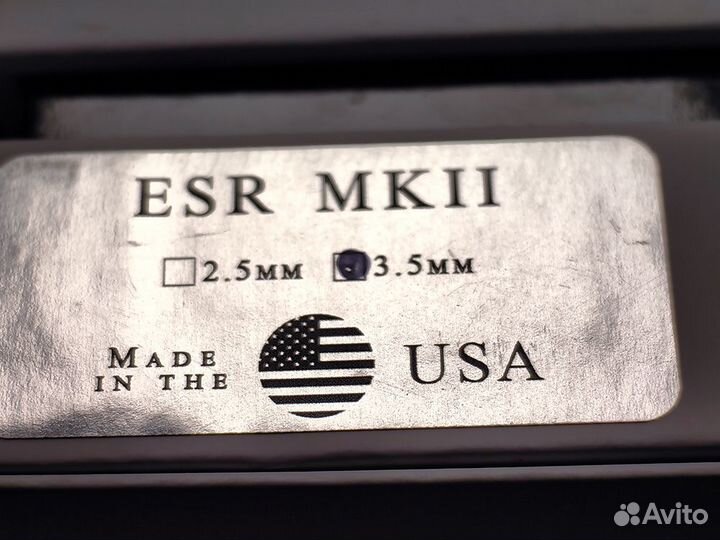 ESR MKII
2.5MM 3.5MM
MADE
IN THE USA
Avito